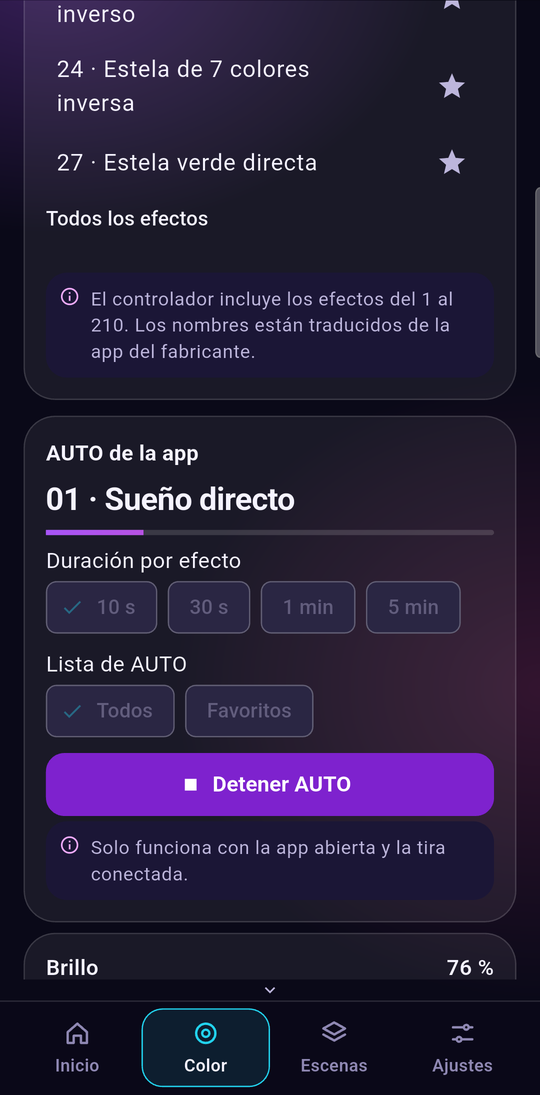 inverso
24 · Estela de 7 colores
inversa
27 · Estela verde directa
Todos los efectos
El controlador incluye los efectos del 1 al
210. Los nombres están traducidos de la
app del fabricante.
AUTO de la app
01 · Sueño directo
Duración por efecto
10 s 30 s 1 min 5 min
Lista de AUTO
Todos Favoritos
Detener AUTO
Solo funciona con la app abierta y la tira
conectada.
Brillo 76 %
Inicio Color Escenas Ajustes